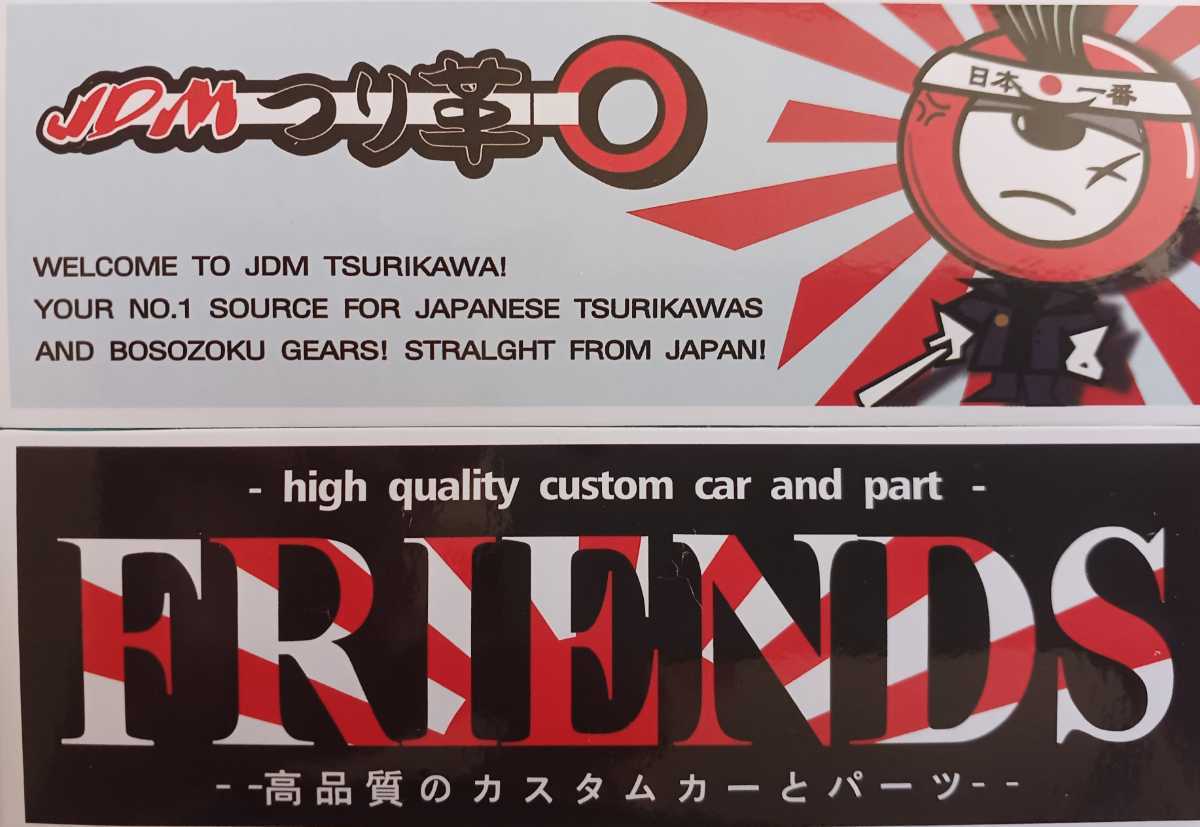 JDMつり革
日本 一番
WELCOME TO JDM TSURIKAWA!
YOUR NO.1 SOURCE FOR JAPANESE TSURIKAWAS
AND BOSOZOKU GEARS! STRALGHT FROM JAPAN!
- high quality custom car and part -
FRIENDS
--高品質のカスタムカーとパーツ--